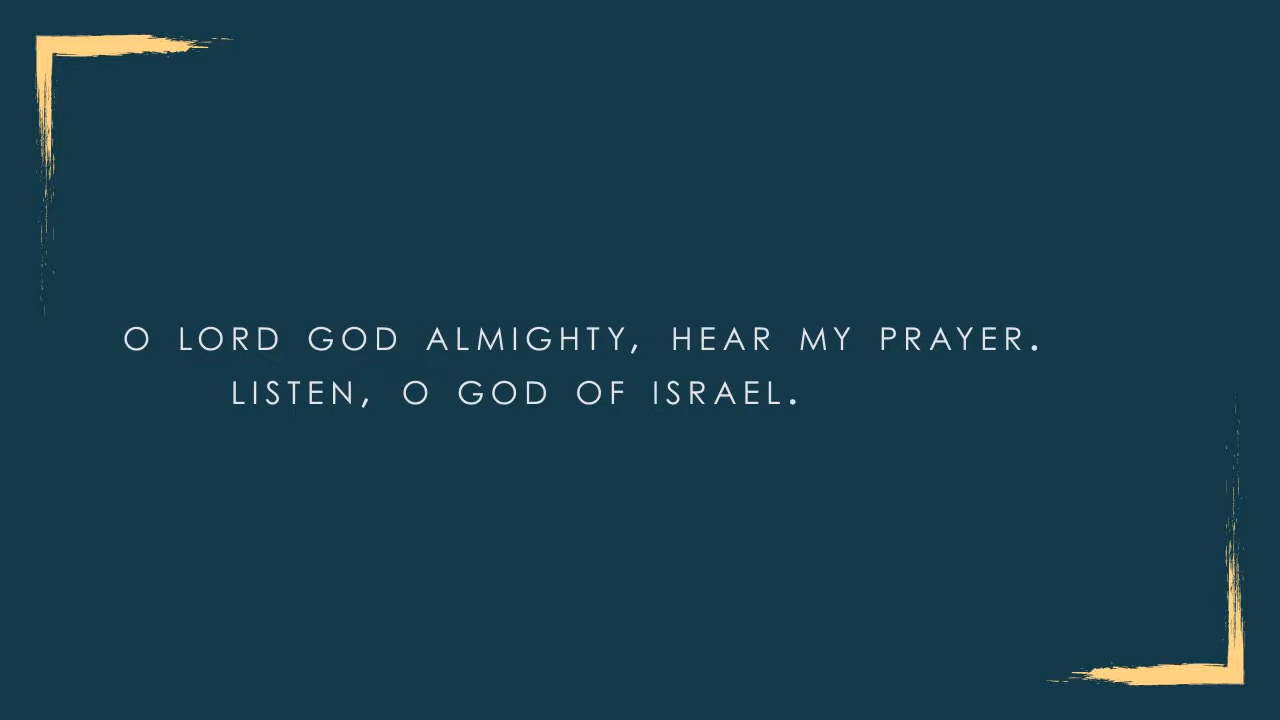 O LORD GOD ALMIGHTY, HEAR MY PRAYER.
LISTEN, O GOD OF ISRAEL.